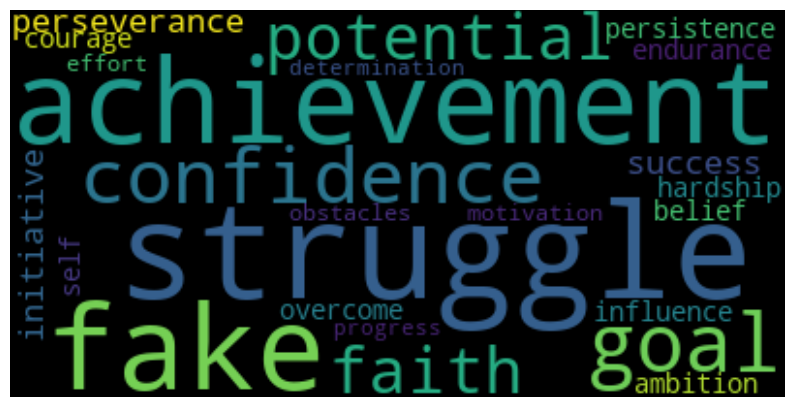 perseverance
courage
effort
potential
determination
persistence
endurance
achievement
confidence
success
hardship
belief
initiative
self
obstacles
motivation
struggle
overcome
progress
influence
fake
faith
goal
ambition